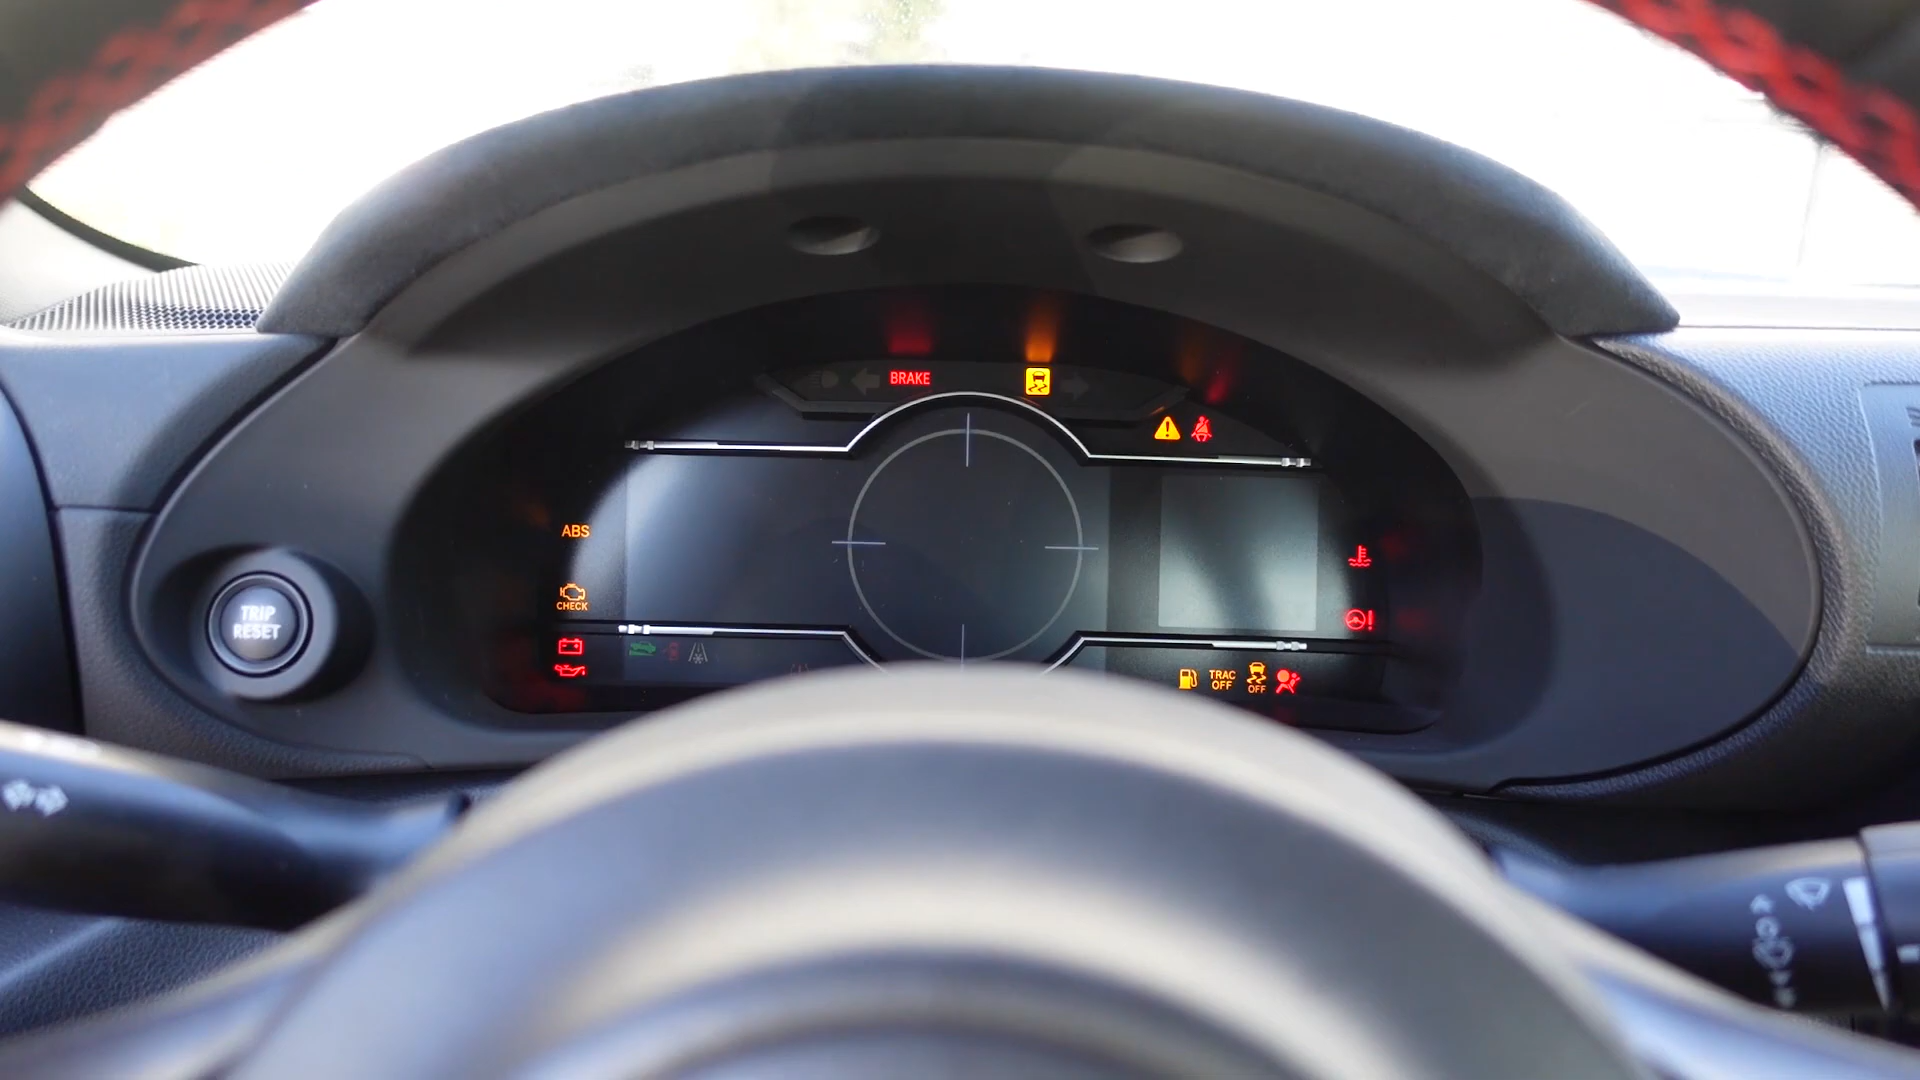 BRAKE
ABS
CHECK
TRIP
RESET
TRAC
OFF
OFF